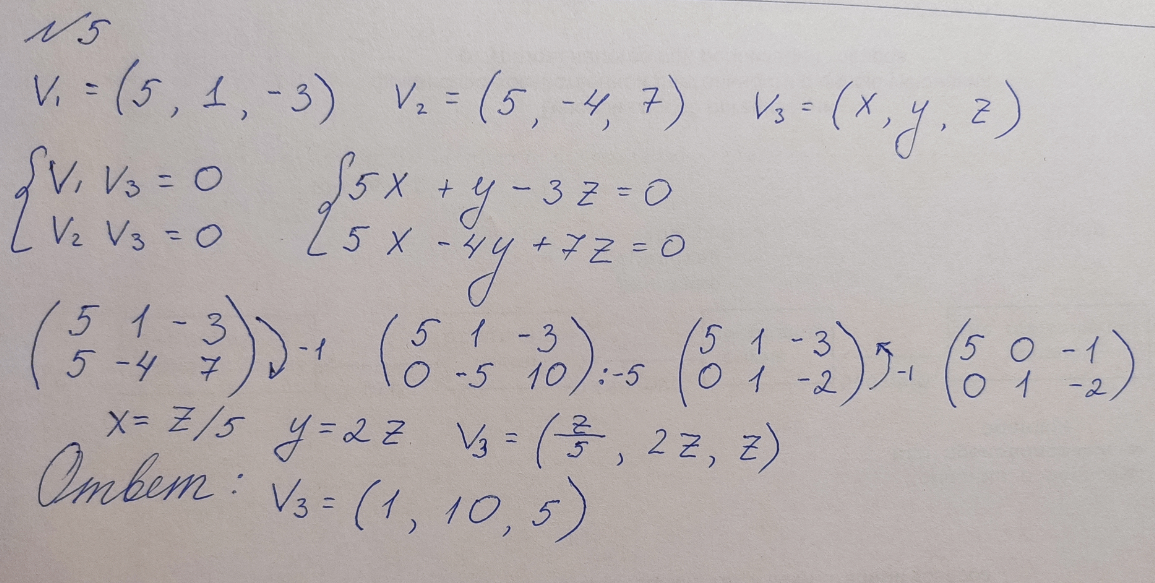 №5
V₁ = (5, 1, -3) V₂ = (5, -4, 7) V₃ = (x, y, z)
{V₁ V₃ = 0 {5x + y - 3z = 0
V₂ V₃ = 0 5x - 4y + 7z = 0
(5 1 -3) (5 1 -3) (5 1 -3) (5 0 -1)
(5 -4 7) -1 (0 -5 10) :-5 (0 1 -2) -1 (0 1 -2)
x = z/5 y = 2z. V₃ = (z/5, 2z, z)
Ответ: V₃ = (1, 10, 5)